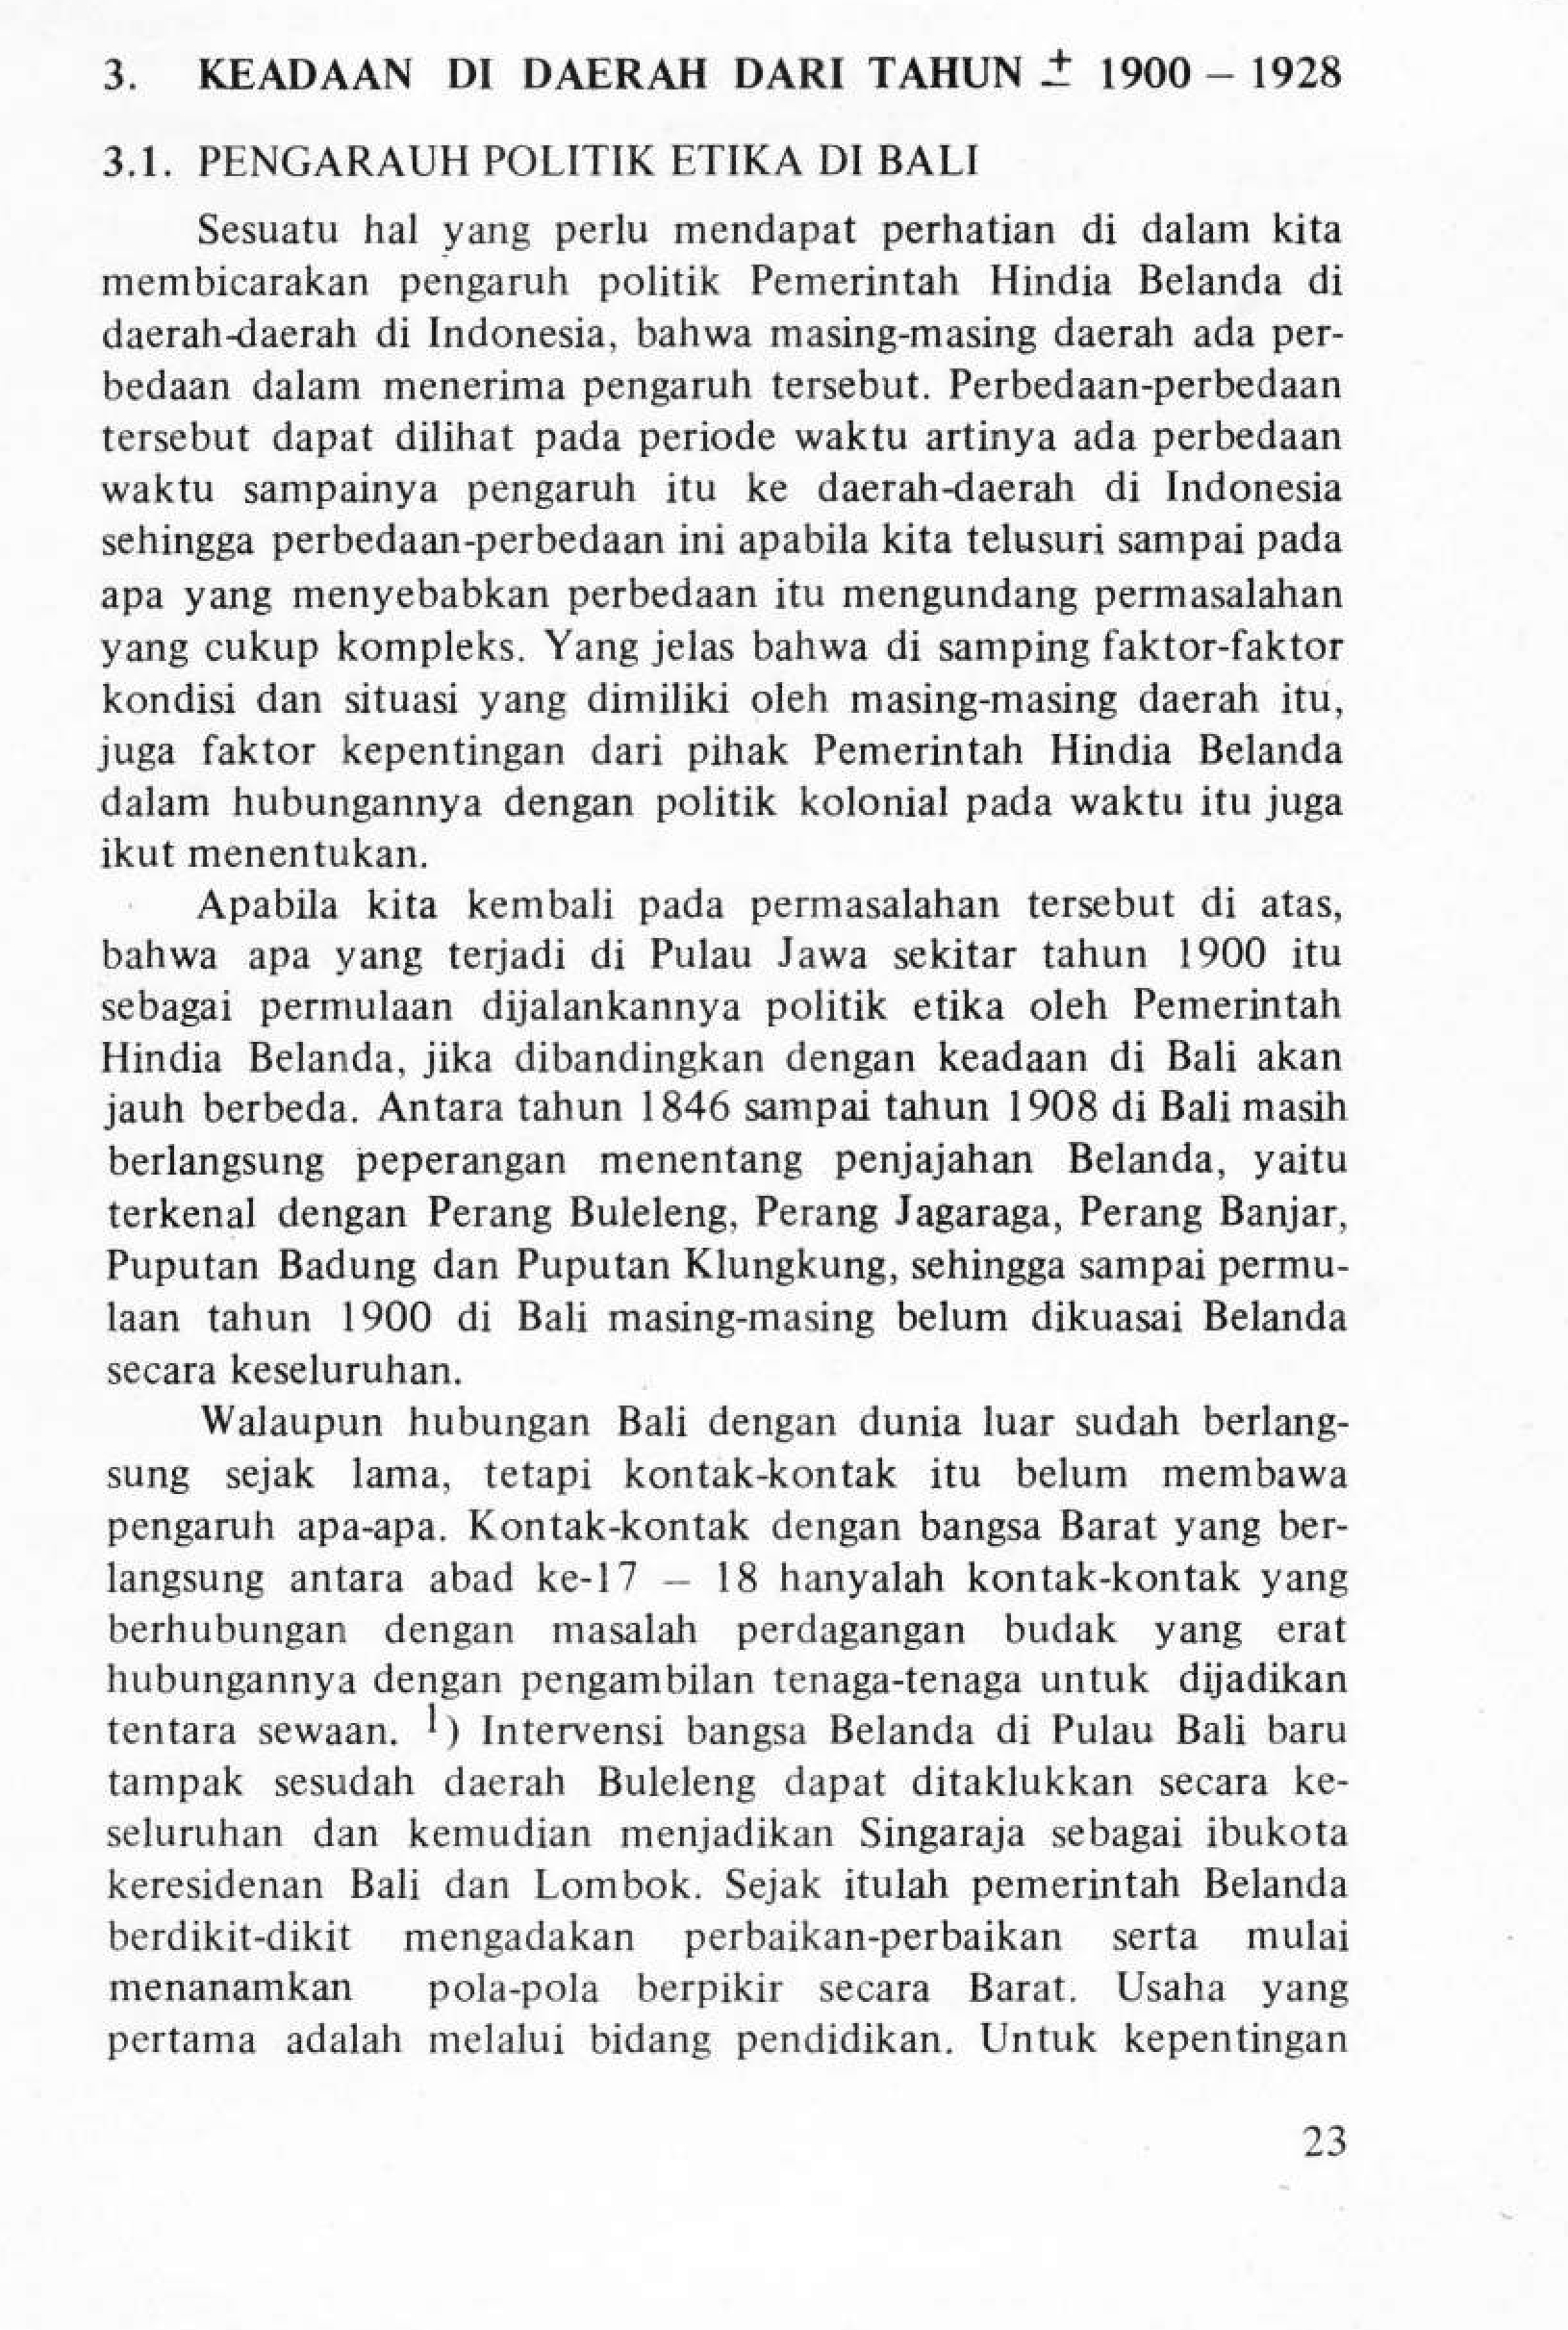 3. KEADAAN DI DAERAH DARI TAHUN ± 1900 – 1928
3.1. PENGARAUH POLITIK ETIKA DI BALI
Sesuatu hal yang perlu mendapat perhatian di dalam kita
membicarakan pengaruh politik Pemerintah Hindia Belanda di
daerah-daerah di Indonesia, bahwa masing-masing daerah ada per-
bedaan dalam menerima pengaruh tersebut. Perbedaan-perbedaan
tersebut dapat dilihat pada periode waktu artinya ada perbedaan
waktu sampainya pengaruh itu ke daerah-daerah di Indonesia
sehingga perbedaan-perbedaan ini apabila kita telusuri sampai pada
apa yang menyebabkan perbedaan itu mengundang permasalahan
yang cukup kompleks. Yang jelas bahwa di samping faktor-faktor
kondisi dan situasi yang dimiliki oleh masing-masing daerah itu,
juga faktor kepentingan dari pihak Pemerintah Hindia Belanda
dalam hubungannya dengan politik kolonial pada waktu itu juga
ikut menentukan.
Apabila kita kembali pada permasalahan tersebut di atas,
bahwa apa yang terjadi di Pulau Jawa sekitar tahun 1900 itu
sebagai permulaan dijalankannya politik etika oleh Pemerintah
Hindia Belanda, jika dibandingkan dengan keadaan di Bali akan
jauh berbeda. Antara tahun 1846 sampai tahun 1908 di Bali masih
berlangsung peperangan menentang penjajahan Belanda, yaitu
terkenal dengan Perang Buleleng, Perang Jagaraga, Perang Banjar,
Puputan Badung dan Puputan Klungkung, sehingga sampai permu-
laan tahun 1900 di Bali masing-masing belum dikuasai Belanda
secara keseluruhan.
Walaupun hubungan Bali dengan dunia luar sudah berlang-
sung sejak lama, tetapi kontak-kontak itu belum membawa
pengaruh apa-apa. Kontak-kontak dengan bangsa Barat yang ber-
langsung antara abad ke-17 – 18 hanyalah kontak-kontak yang
berhubungan dengan masalah perdagangan budak yang erat
hubungannya dengan pengambilan tenaga-tenaga untuk dijadikan
tentara sewaan. ¹) Intervensi bangsa Belanda di Pulau Bali baru
tampak sesudah daerah Buleleng dapat ditaklukkan secara ke-
seluruhan dan kemudian menjadikan Singaraja sebagai ibukota
keresidenan Bali dan Lombok. Sejak itulah pemerintah Belanda
berdikit-dikit mengadakan perbaikan-perbaikan serta mulai
menanamkan pola-pola berpikir secara Barat. Usaha yang
pertama adalah melalui bidang pendidikan. Untuk kepentingan
23